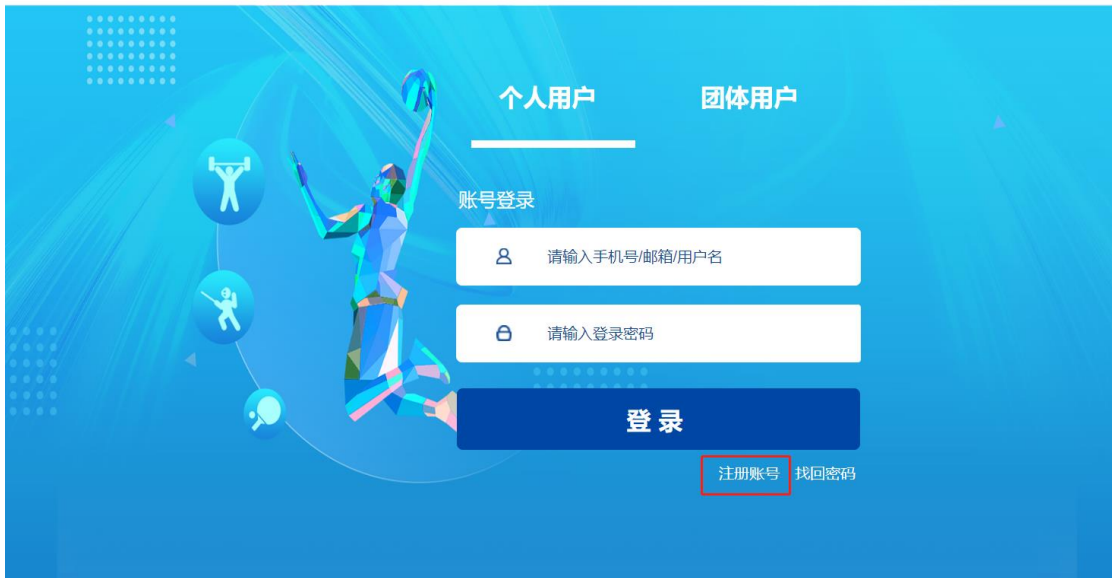 个人用户 团体用户
账号登录
请输入手机号/邮箱/用户名
请输入登录密码
登录
注册账号 找回密码